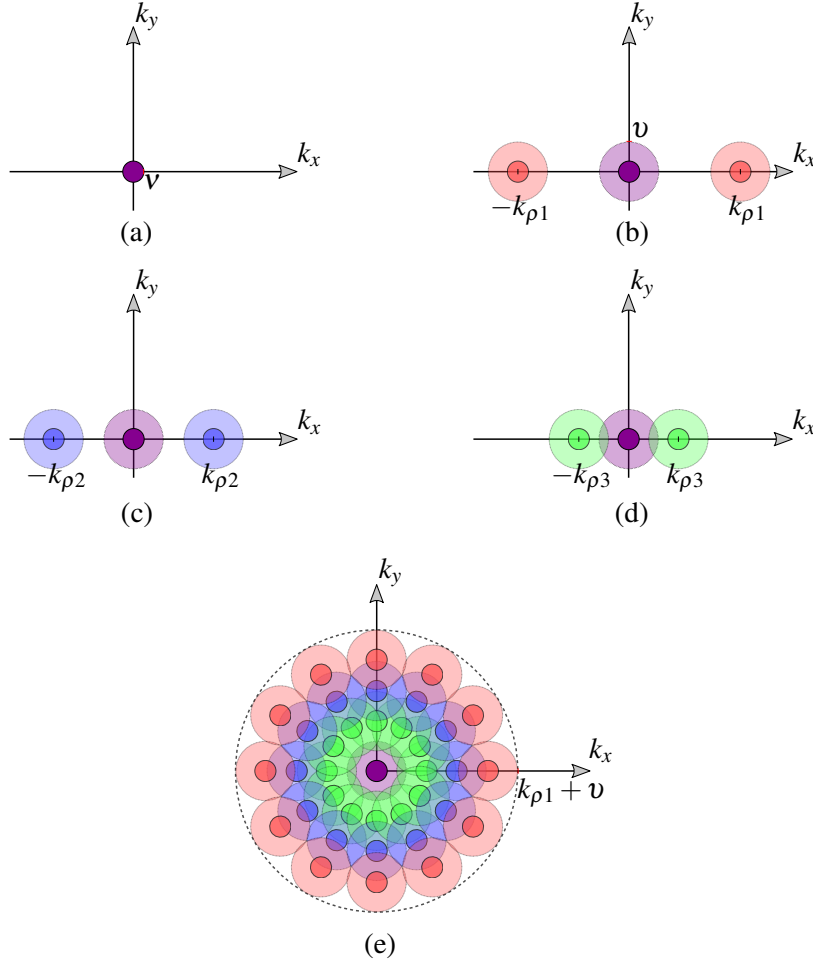 k_y
k_x
ν
(a)
k_y
υ
k_x
−k_ρ1
k_ρ1
(b)
k_y
k_x
−k_ρ2
k_ρ2
(c)
k_y
k_x
−k_ρ3
k_ρ3
(d)
k_y
k_x
k_ρ1 + υ
(e)